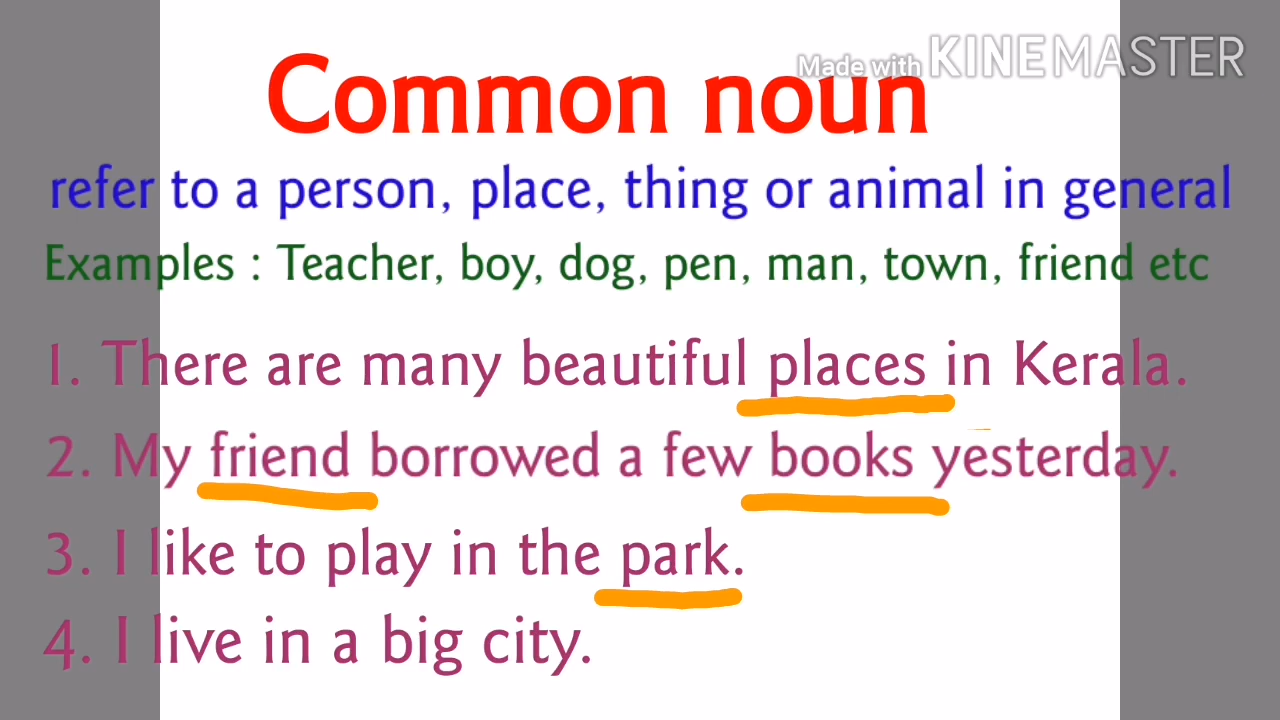 Made with KINEMASTER
Common noun
refer to a person, place, thing or animal in general
Examples : Teacher, boy, dog, pen, man, town, friend etc
1. There are many beautiful places in Kerala.
2. My friend borrowed a few books yesterday.
3. I like to play in the park.
4. I live in a big city.